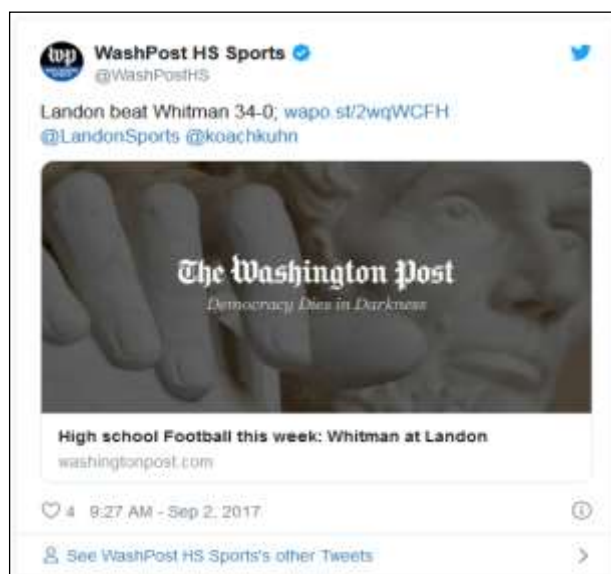 wp
WashPost HS Sports
@WashPostHS
Landon beat Whitman 34-0; wapo.st/2wqWCFH
@LandonSports @koachkuhn
The Washington Post
Democracy Dies in Darkness
High school Football this week: Whitman at Landon
washingtonpost.com
4 9:27 AM - Sep 2, 2017
See WashPost HS Sports's other Tweets